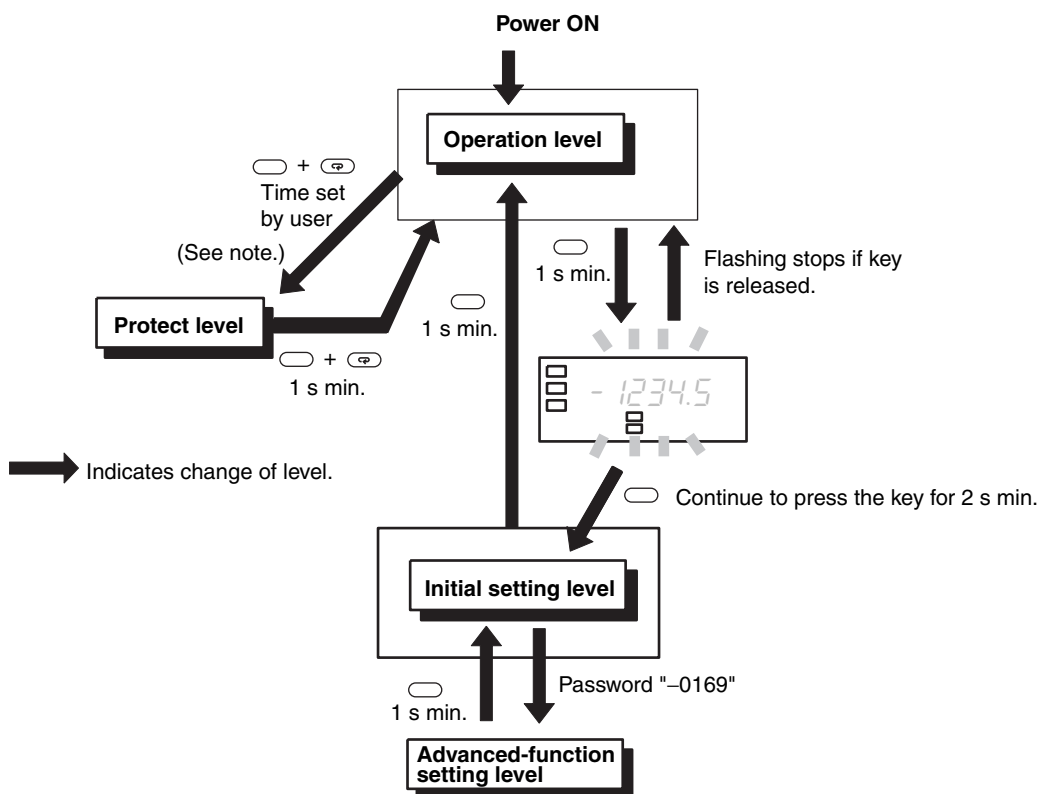 Power ON
Operation level
+
Time set
by user
(See note.)
1 s min.
Flashing stops if key
is released.
1 s min.
Protect level
+
1 s min.
-1234.5
Indicates change of level.
Continue to press the key for 2 s min.
Initial setting level
Password "–0169"
1 s min.
Advanced-function
setting level